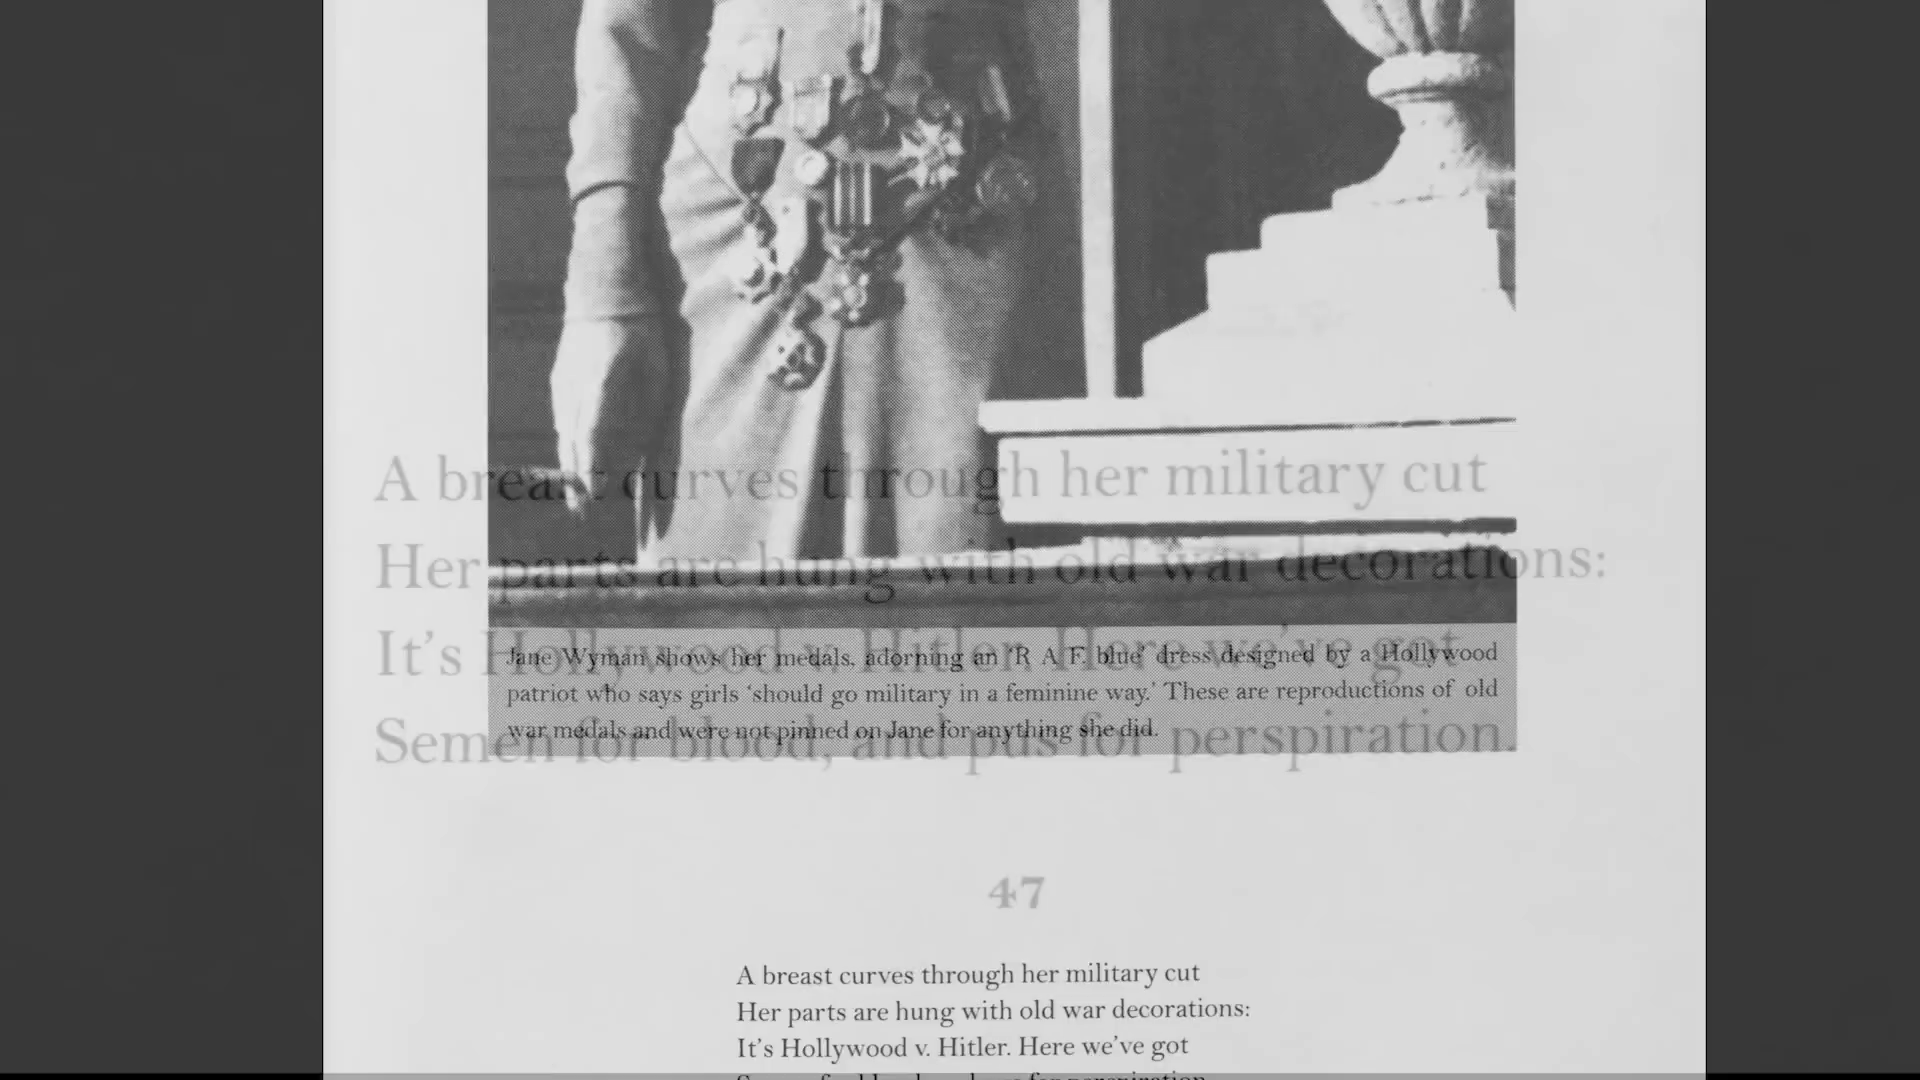 A breast curves through her military cut
Her parts are hung with old war decorations:
It's Hollywood v. Hitler. Here we've got
Semen for blood, and pus for perspiration.
Jane Wyman shows her medals, adorning an 'R A F blue' dress designed by a Hollywood
patriot who says girls 'should go military in a feminine way.' These are reproductions of old
war medals and were not pinned on Jane for anything she did.
47
A breast curves through her military cut
Her parts are hung with old war decorations:
It's Hollywood v. Hitler. Here we've got